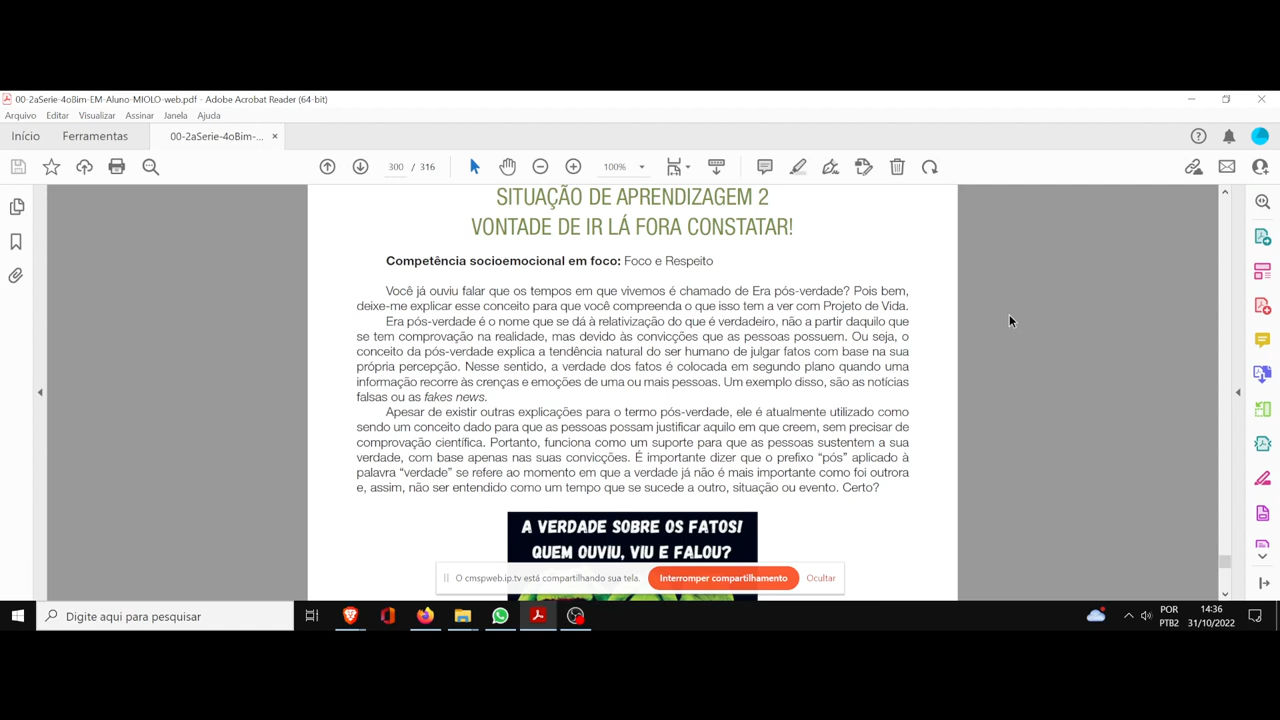 00-2aSerie-4oBim-EM-Aluno-MIOLO-web.pdf - Adobe Acrobat Reader (64-bit)
Arquivo Editar Visualizar Assinar Janela Ajuda
Início Ferramentas 00-2aSerie-4oBim-... ×
300 / 316 100%
SITUAÇÃO DE APRENDIZAGEM 2
VONTADE DE IR LÁ FORA CONSTATAR!
Competência socioemocional em foco: Foco e Respeito
Você já ouviu falar que os tempos em que vivemos é chamado de Era pós-verdade? Pois bem,
deixe-me explicar esse conceito para que você compreenda o que isso tem a ver com Projeto de Vida.
Era pós-verdade é o nome que se dá à relativização do que é verdadeiro, não a partir daquilo que
se tem comprovação na realidade, mas devido às convicções que as pessoas possuem. Ou seja, o
conceito da pós-verdade explica a tendência natural do ser humano de julgar fatos com base na sua
própria percepção. Nesse sentido, a verdade dos fatos é colocada em segundo plano quando uma
informação recorre às crenças e emoções de uma ou mais pessoas. Um exemplo disso, são as notícias
falsas ou as fakes news.
Apesar de existir outras explicações para o termo pós-verdade, ele é atualmente utilizado como
sendo um conceito dado para que as pessoas possam justificar aquilo em que creem, sem precisar de
comprovação científica. Portanto, funciona como um suporte para que as pessoas sustentem a sua
verdade, com base apenas nas suas convicções. É importante dizer que o prefixo “pós” aplicado à
palavra “verdade” se refere ao momento em que a verdade já não é mais importante como foi outrora
e, assim, não ser entendido como um tempo que se sucede a outro, situação ou evento. Certo?
A VERDADE SOBRE OS FATOS!
QUEM OUVIU, VIU E FALOU?
O cmspweb.ip.tv está compartilhando sua tela. Interromper compartilhamento Ocultar
Digite aqui para pesquisar
POR 14:36
PTB2 31/10/2022